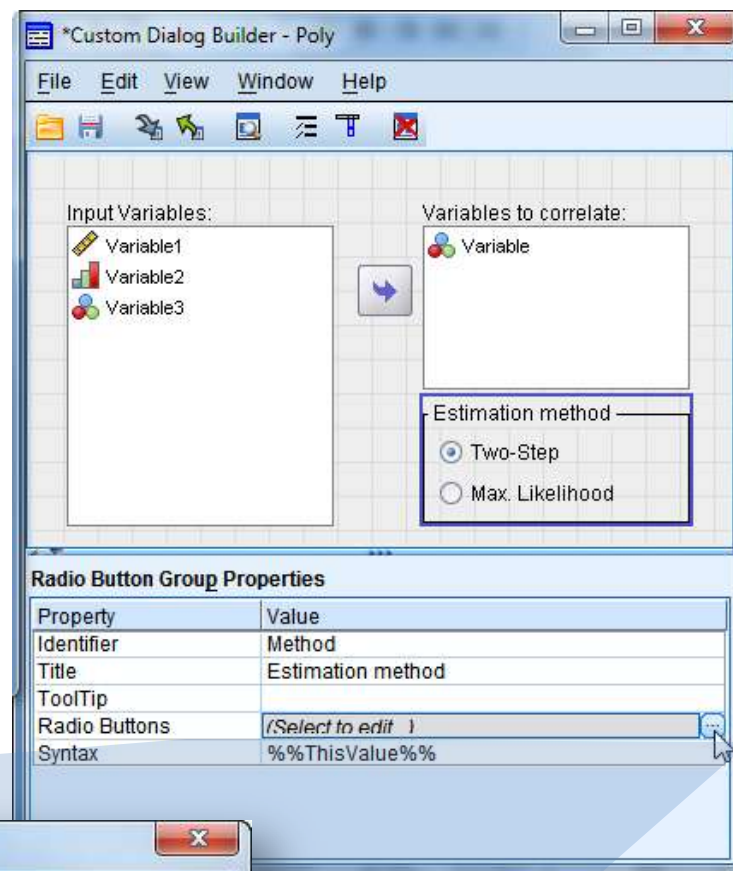 *Custom Dialog Builder - Poly
File Edit View Window Help
Input Variables:
Variable1
Variable2
Variable3
Variables to correlate:
Variable
Estimation method
Two-Step
Max. Likelihood
Radio Button Group Properties
Property Value
Identifier Method
Title Estimation method
ToolTip
Radio Buttons (Select to edit...)
Syntax %%ThisValue%%